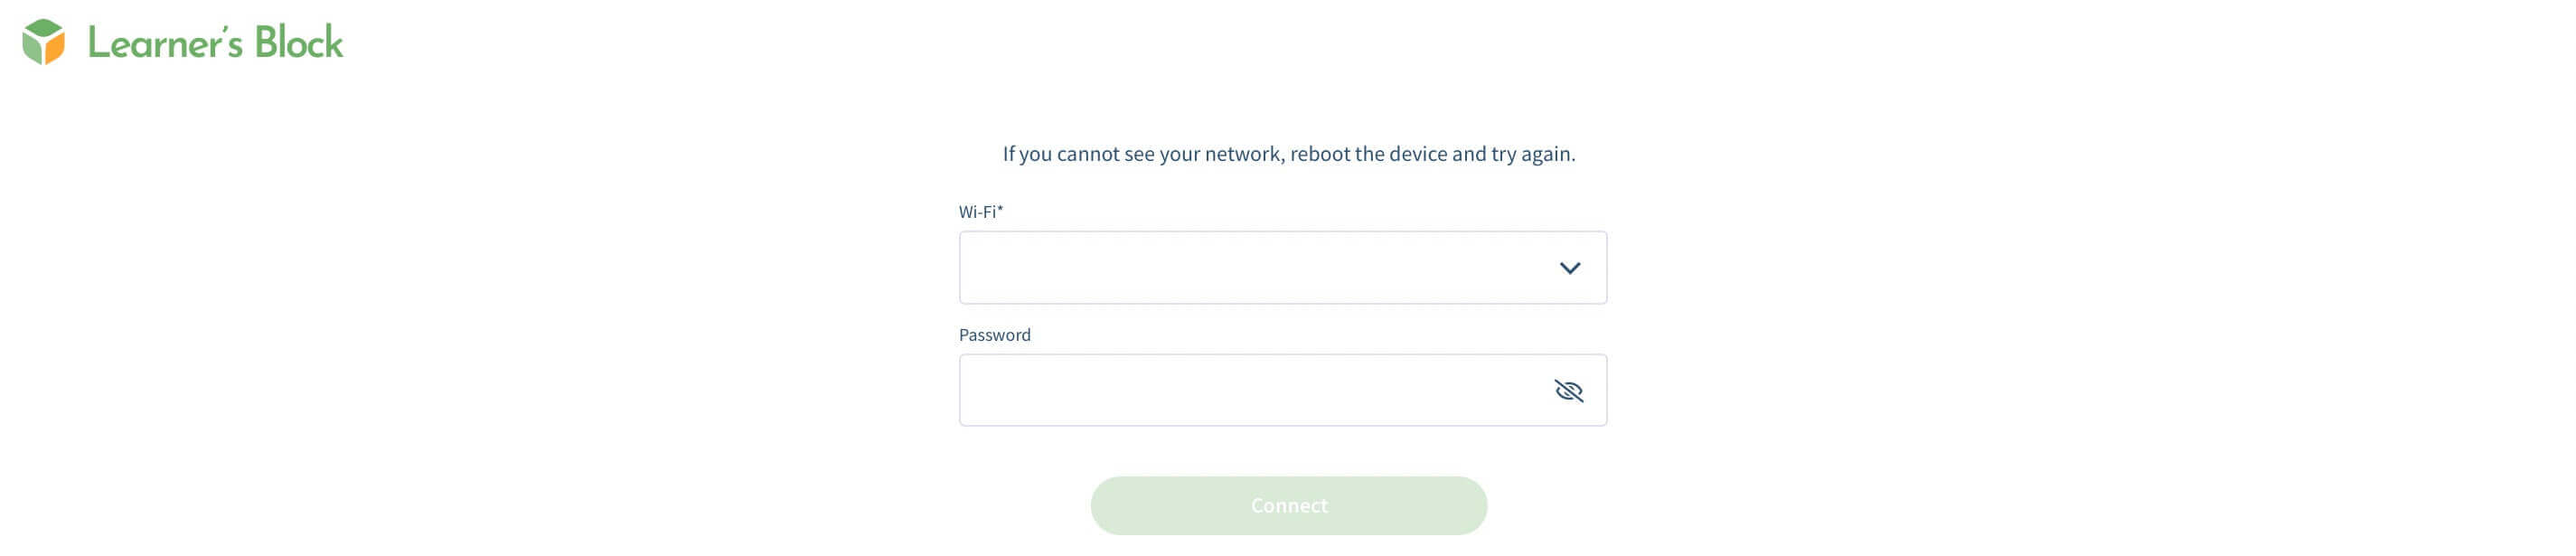 Learner's Block
If you cannot see your network, reboot the device and try again.
Wi-Fi*
Password
Connect